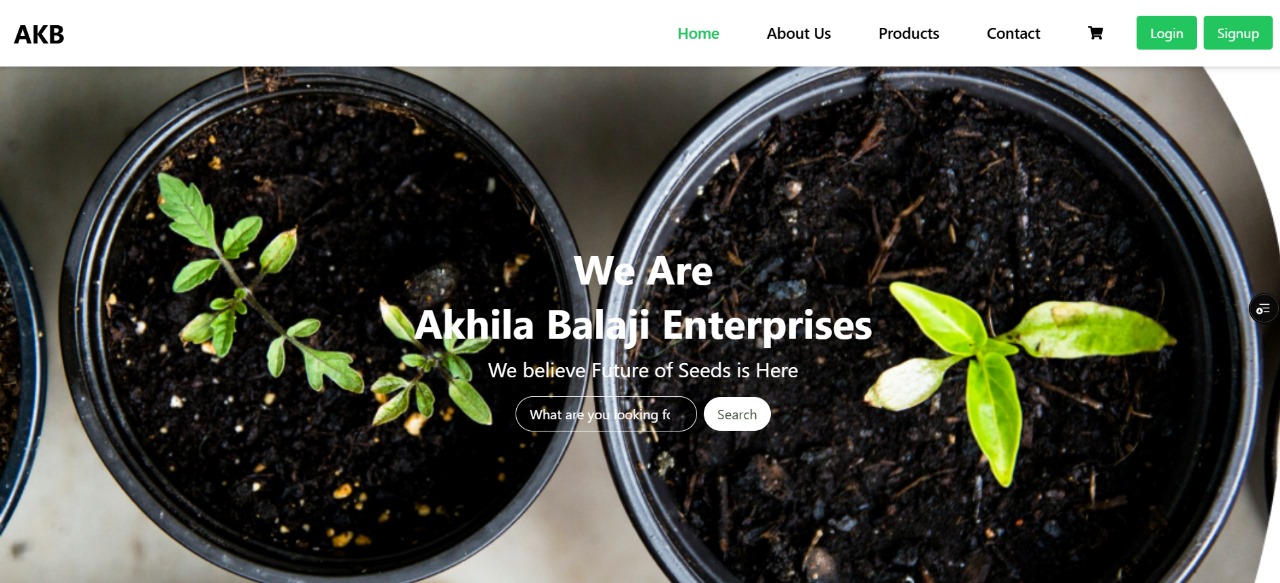 AKB
Home
About Us
Products
Contact
Login
Signup
We Are
Akhila Balaji Enterprises
We believe Future of Seeds is Here
What are you looking fo
Search